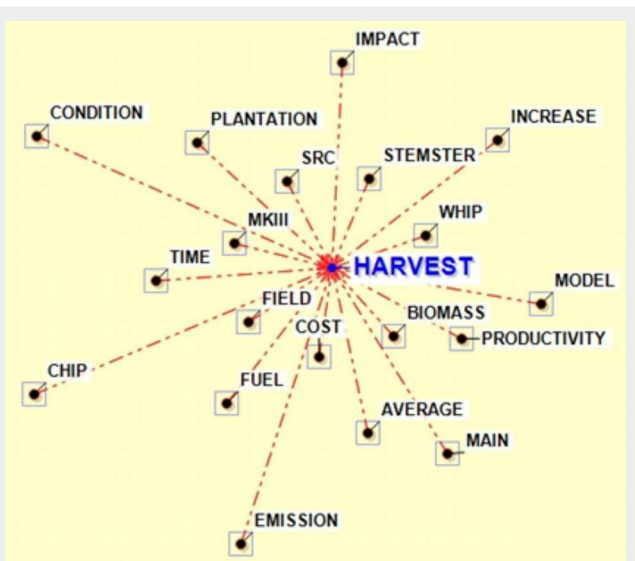 IMPACT
CONDITION
PLANTATION
INCREASE
SRC
STEMSTER
MKIII
WHIP
TIME
HARVEST
MODEL
FIELD
COST
BIOMASS
PRODUCTIVITY
CHIP
FUEL
AVERAGE
MAIN
EMISSION